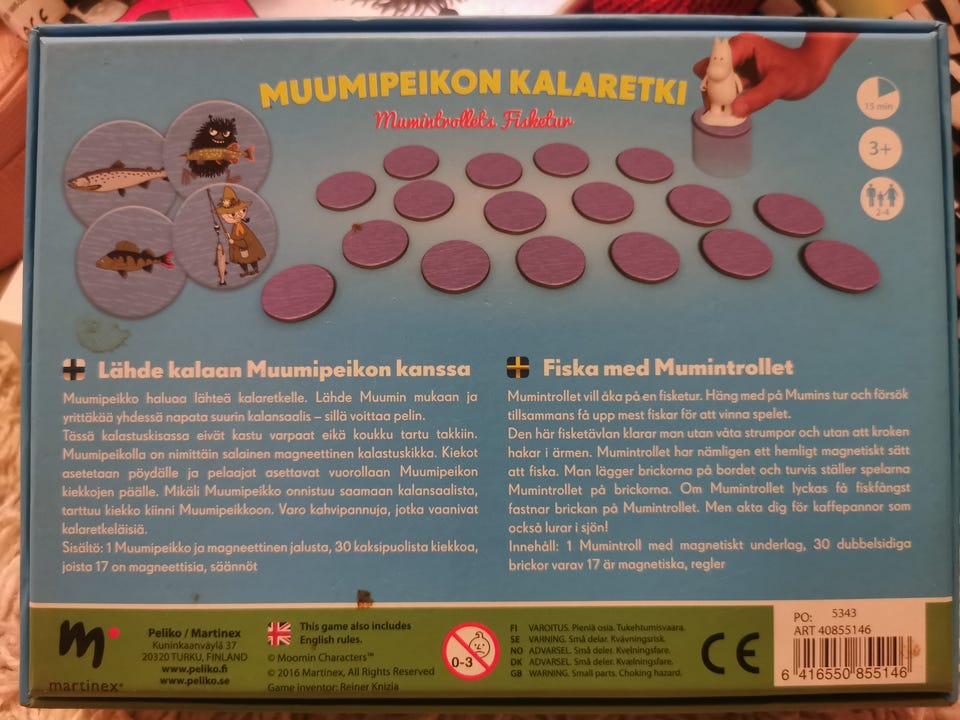 MUUMIPEIKON KALARETKI
Mumintrollets Fisketur
15 min
3+
2-4
Lähde kalaan Muumipeikon kanssa
Muumipeikko haluaa lähteä kalaretkelle. Lähde Muumin mukaan ja
yrittäkää yhdessä napata suurin kalansaalis – sillä voittaa pelin.
Tässä kalastuskisassa eivät kastu varpaat eikä koukku tartu takkiin.
Muumipeikolla on nimittäin salainen magneettinen kalastuskikka. Kiekot
asetetaan pöydälle ja pelaajat asettavat vuorollaan Muumipeikon
kiekkojen päälle. Mikäli Muumipeikko onnistuu saamaan kalansaalista,
tarttuu kiekko kiinni Muumipeikkoon. Varo kahvipannuja, jotka vaanivat
kalaretkeläisiä.
Sisältö: 1 Muumipeikko ja magneettinen jalusta, 30 kaksipuolista kiekkoa,
joista 17 on magneettisia, säännöt
Fiska med Mumintrollet
Mumintrollet vill åka på en fisketur. Häng med på Mumins tur och försök
tillsammans få upp mest fiskar för att vinna spelet.
Den här fisketävlan klarar man utan våta strumpor och utan att kroken
hakar i ärmen. Mumintrollet har nämligen ett hemligt magnetiskt sätt
att fiska. Man lägger brickorna på bordet och turvis ställer spelarna
Mumintrollet på brickorna. Om Mumintrollet lyckas få fiskfångst
fastnar brickan på Mumintrollet. Men akta dig för kaffepannor som
också lurar i sjön!
Innehåll: 1 Mumintroll med magnetiskt underlag, 30 dubbelsidiga
brickor varav 17 är magnetiska, regler
m
martinex
Peliko / Martinex
Kuninkaanväylä 37
20320 TURKU, FINLAND
www.peliko.fi
www.peliko.se
This game also includes
English rules.
© Moomin Characters™
© 2016 Martinex, All Rights Reserved
Game inventor: Reiner Knizia
0-3
FI VAROITUS. Pieniä osia. Tukehtumisvaara.
SE VARNING. Små delar. Kvävningsrisk.
NO ADVARSEL. Små deler. Kvelningsfare.
DK ADVARSEL. Små deler. Kvælningsfare.
GB WARNING. Small parts. Choking hazard.
CE
PO: 5343
ART 40855146
6 416550 855146